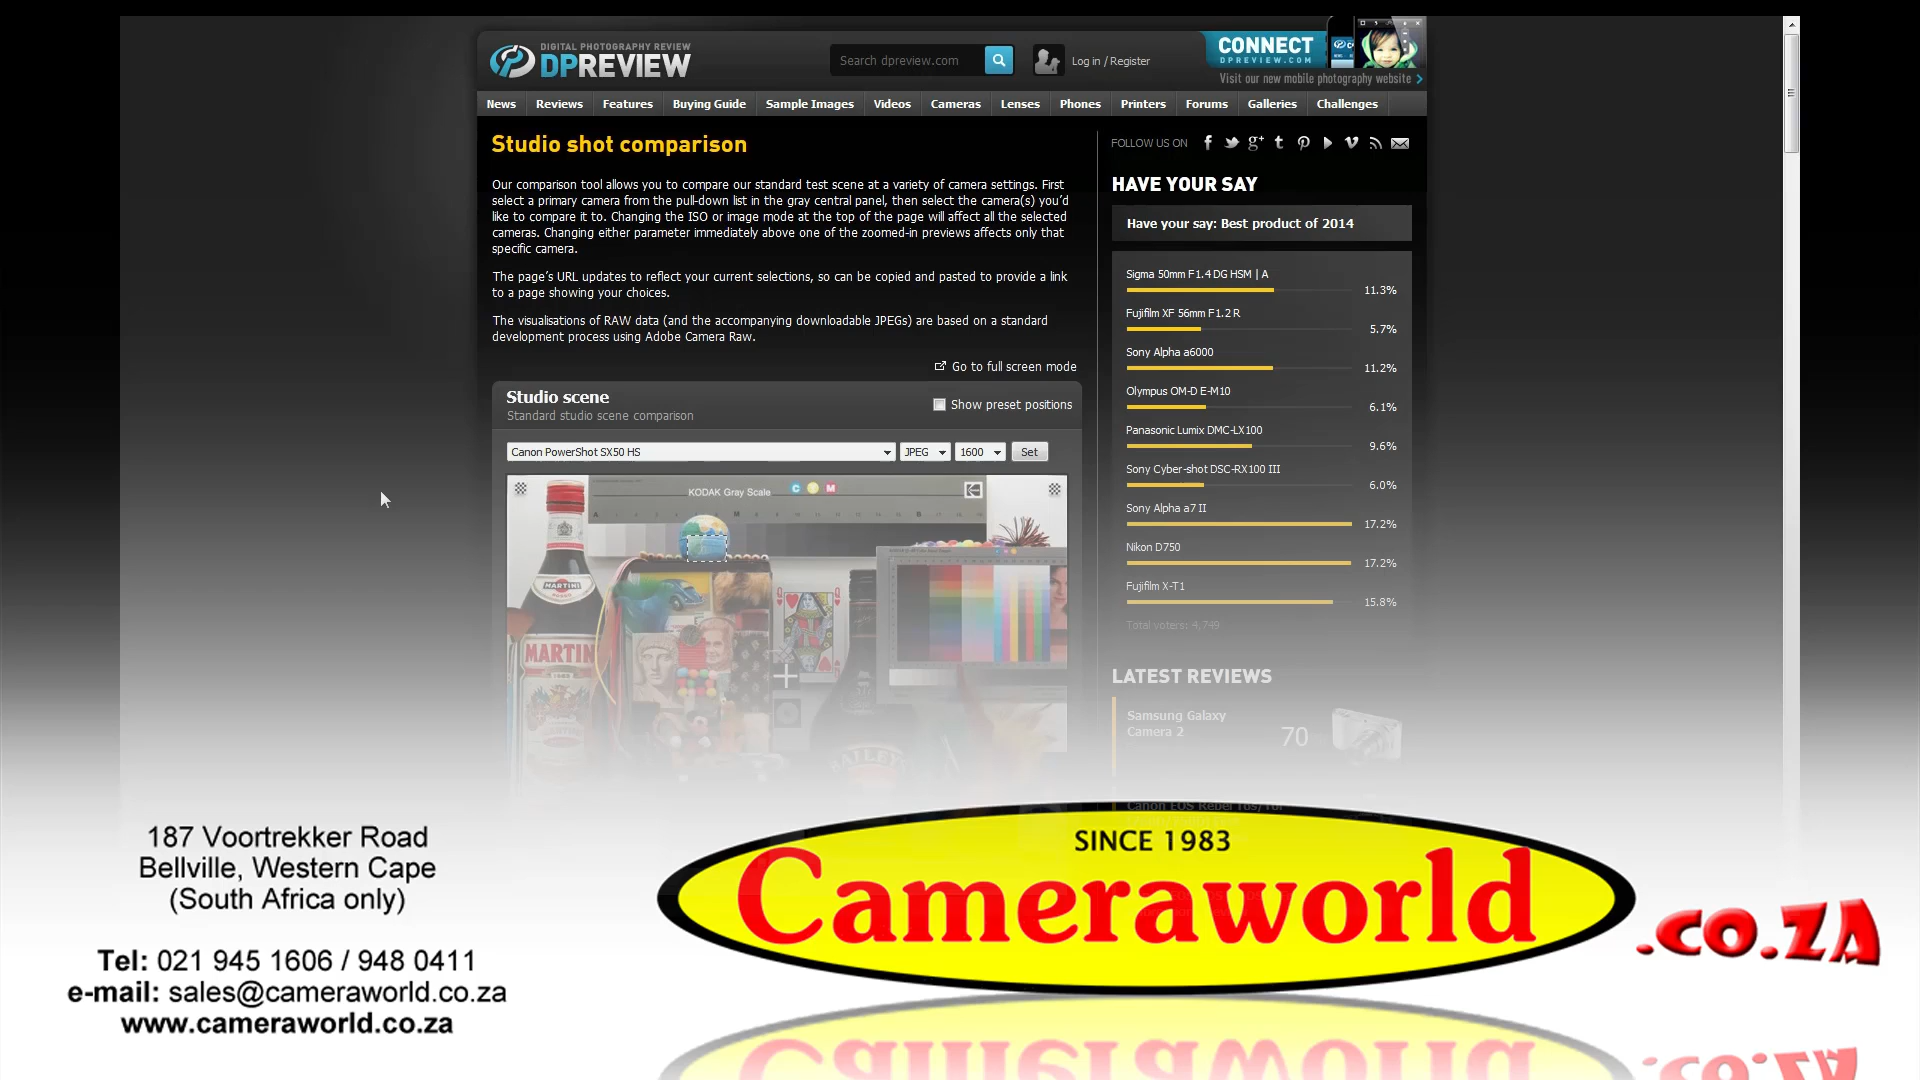 DIGITAL PHOTOGRAPHY REVIEW
DPREVIEW
Search dpreview.com
Log in / Register
CONNECT
DPREVIEW.COM
Visit our new mobile photography website
News Reviews Features Buying Guide Sample Images Videos Cameras Lenses Phones Printers Forums Galleries Challenges
Studio shot comparison
Our comparison tool allows you to compare our standard test scene at a variety of camera settings. First
select a primary camera from the pull-down list in the gray central panel, then select the camera(s) you'd
like to compare it to. Changing the ISO or image mode at the top of the page will affect all the selected
cameras. Changing either parameter immediately above one of the zoomed-in previews affects only that
specific camera.
The page's URL updates to reflect your current selections, so can be copied and pasted to provide a link
to a page showing your choices.
The visualisations of RAW data (and the accompanying downloadable JPEGs) are based on a standard
development process using Adobe Camera Raw.
Go to full screen mode
Studio scene
Standard studio scene comparison
Show preset positions
Canon PowerShot SX50 HS JPEG 1600 Set
KODAK Gray Scale C Y M
MARTINI
MARTIN
BAILEYS
FOLLOW US ON
HAVE YOUR SAY
Have your say: Best product of 2014
Sigma 50mm F1.4 DG HSM | A
11.3%
Fujifilm XF 56mm F1.2 R
5.7%
Sony Alpha a6000
11.2%
Olympus OM-D E-M10
6.1%
Panasonic Lumix DMC-LX100
9.6%
Sony Cyber-shot DSC-RX100 III
6.0%
Sony Alpha a7 II
17.2%
Nikon D750
17.2%
Fujifilm X-T1
15.8%
Total voters: 4,749
LATEST REVIEWS
Samsung Galaxy
Camera 2
70
Canon EOS Rebel
187 Voortrekker Road
Bellville, Western Cape
(South Africa only)
Tel: 021 945 1606 / 948 0411
e-mail: sales@cameraworld.co.za
www.cameraworld.co.za
SINCE 1983
Cameraworld
.co.ZA